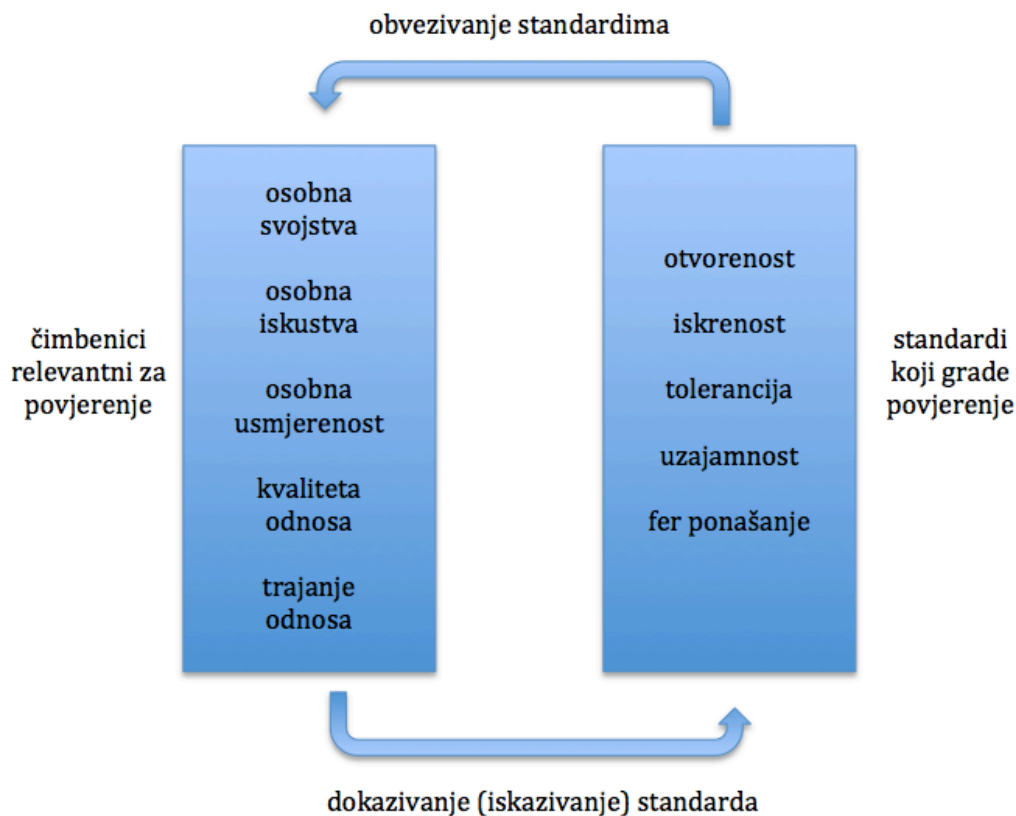 obvezivanje standardima
čimbenici
relevantni za
povjerenje
osobna
svojstva
osobna
iskustva
osobna
usmjerenost
kvaliteta
odnosa
trajanje
odnosa
otvorenost
iskrenost
tolerancija
uzajamnost
fer ponašanje
standardi
koji grade
povjerenje
dokazivanje (iskazivanje) standarda